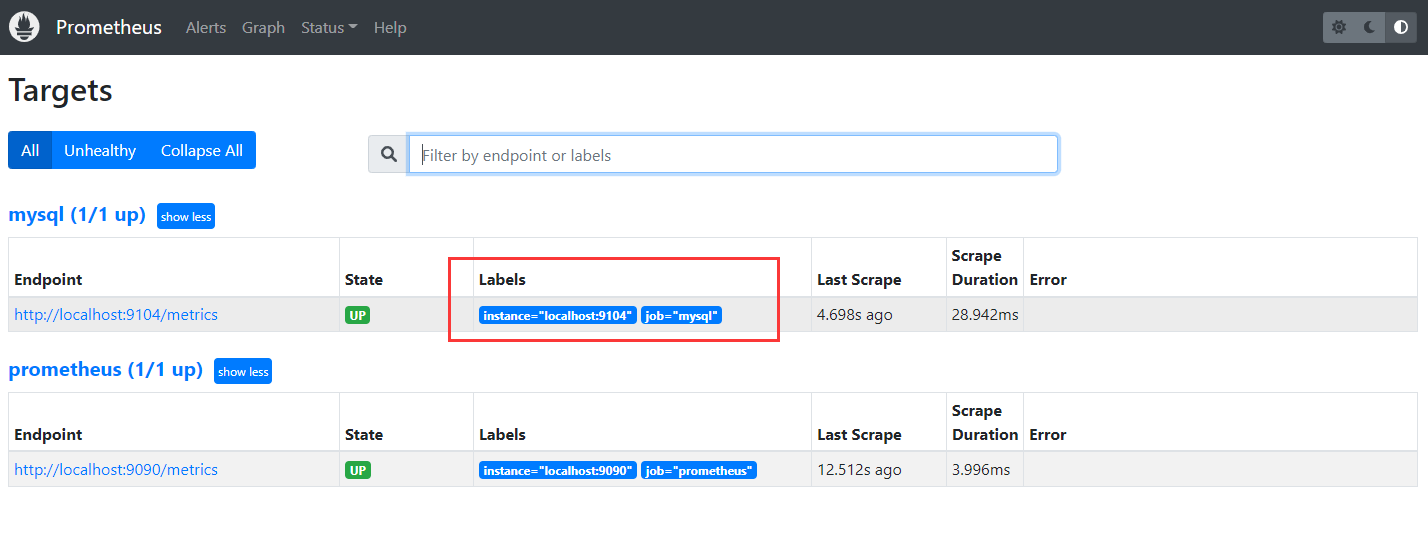 Prometheus Alerts Graph Status Help
Targets
All Unhealthy Collapse All
Filter by endpoint or labels
mysql (1/1 up) show less
Endpoint State Labels Last Scrape Scrape Duration Error
http://localhost:9104/metrics UP instance="localhost:9104" job="mysql" 4.698s ago 28.942ms
prometheus (1/1 up) show less
Endpoint State Labels Last Scrape Scrape Duration Error
http://localhost:9090/metrics UP instance="localhost:9090" job="prometheus" 12.512s ago 3.996ms